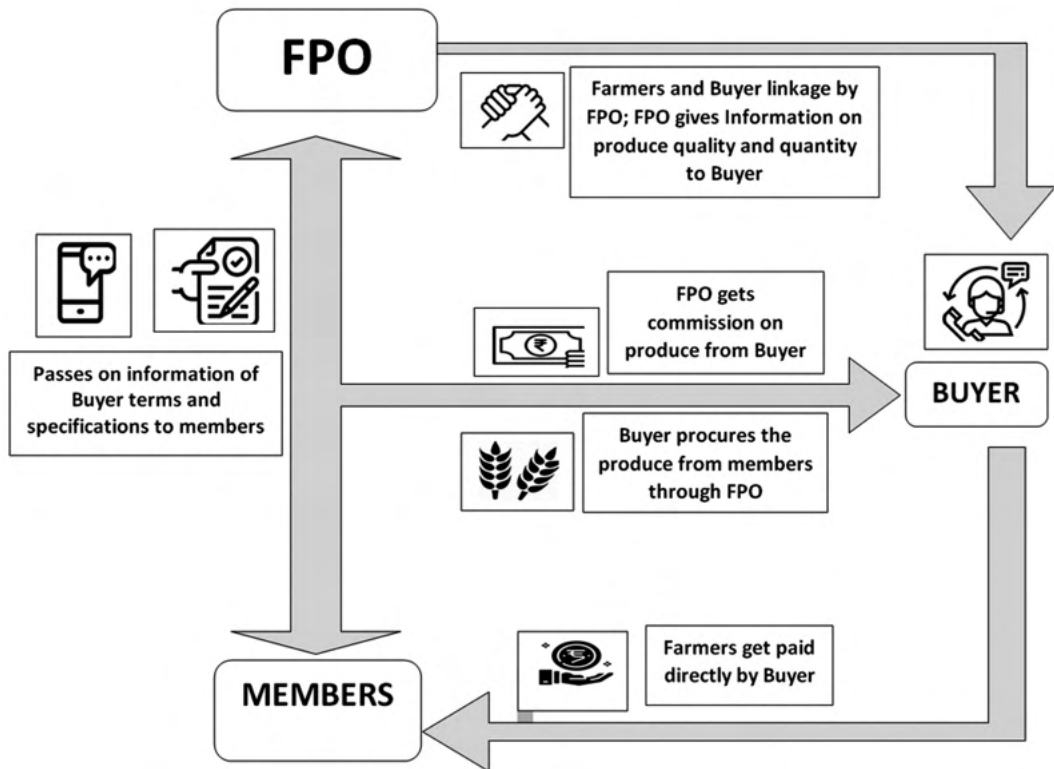 FPO
Farmers and Buyer linkage by
FPO; FPO gives Information on
produce quality and quantity
to Buyer
Passes on information of
Buyer terms and
specifications to members
FPO gets
commission on
produce from Buyer
₹
BUYER
Buyer procures the
produce from members
through FPO
Farmers get paid
directly by Buyer
MEMBERS